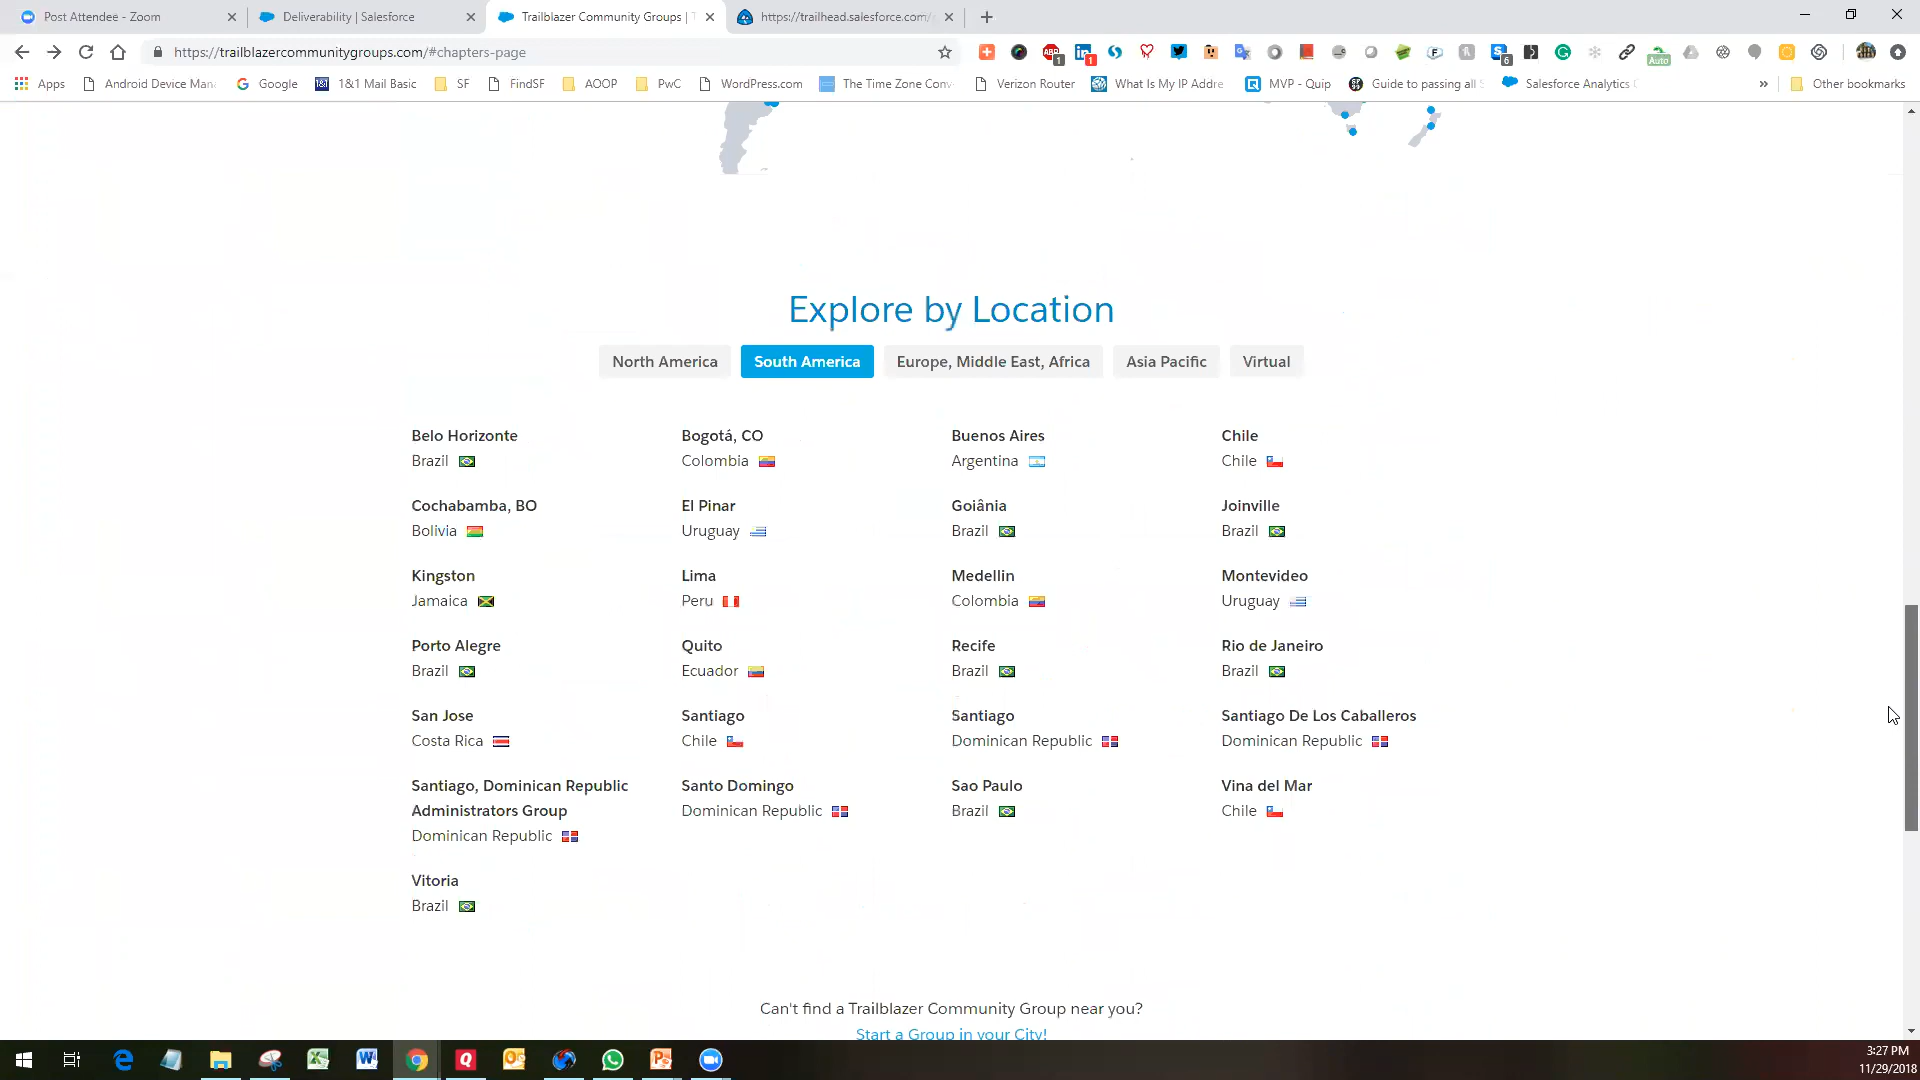 Post Attendee - Zoom
Deliverability | Salesforce
Trailblazer Community Groups |
https://trailhead.salesforce.com/
https://trailblazercommunitygroups.com/#chapters-page
1
1
6
Auto
Apps
Android Device Man
Google
1&1 Mail Basic
SF
FindSF
AOOP
PwC
WordPress.com
The Time Zone Conv
Verizon Router
What Is My IP Addre
MVP - Quip
Guide to passing all
Salesforce Analytics
»
Other bookmarks
Explore by Location
North America
South America
Europe, Middle East, Africa
Asia Pacific
Virtual
Belo Horizonte
Brazil
Bogotá, CO
Colombia
Buenos Aires
Argentina
Chile
Chile
Cochabamba, BO
Bolivia
El Pinar
Uruguay
Goiânia
Brazil
Joinville
Brazil
Kingston
Jamaica
Lima
Peru
Medellin
Colombia
Montevideo
Uruguay
Porto Alegre
Brazil
Quito
Ecuador
Recife
Brazil
Rio de Janeiro
Brazil
San Jose
Costa Rica
Santiago
Chile
Santiago
Dominican Republic
Santiago De Los Caballeros
Dominican Republic
Santiago, Dominican Republic
Administrators Group
Dominican Republic
Santo Domingo
Dominican Republic
Sao Paulo
Brazil
Vina del Mar
Chile
Vitoria
Brazil
Can't find a Trailblazer Community Group near you?
Start a Group in your City!
3:27 PM
11/29/2018